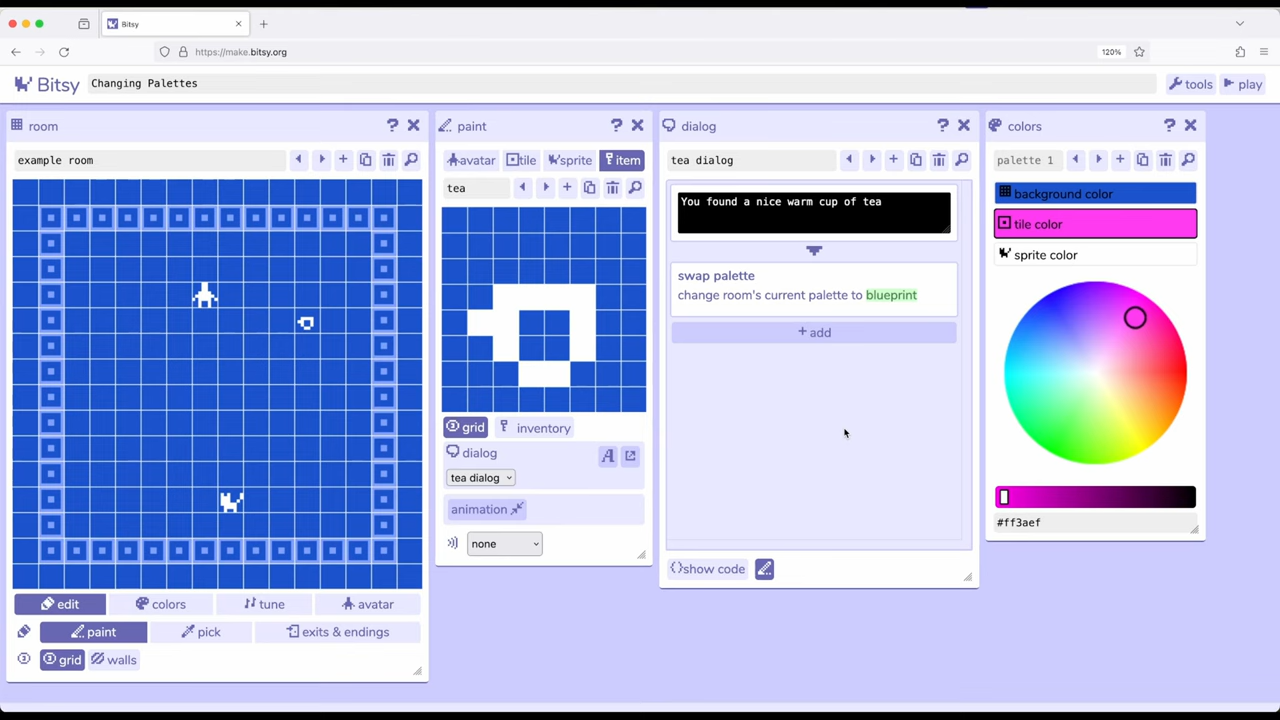 Bitsy
https://make.bitsy.org
120%
Bitsy
Changing Palettes
tools
play
room
?
example room
edit
colors
tune
avatar
paint
pick
exits & endings
grid
walls
paint
?
avatar
tile
sprite
item
tea
grid
inventory
dialog
A
tea dialog
animation
none
dialog
?
tea dialog
You found a nice warm cup of tea
swap palette
change room's current palette to blueprint
+ add
{}show code
colors
?
palette 1
background color
tile color
sprite color
#ff3aef